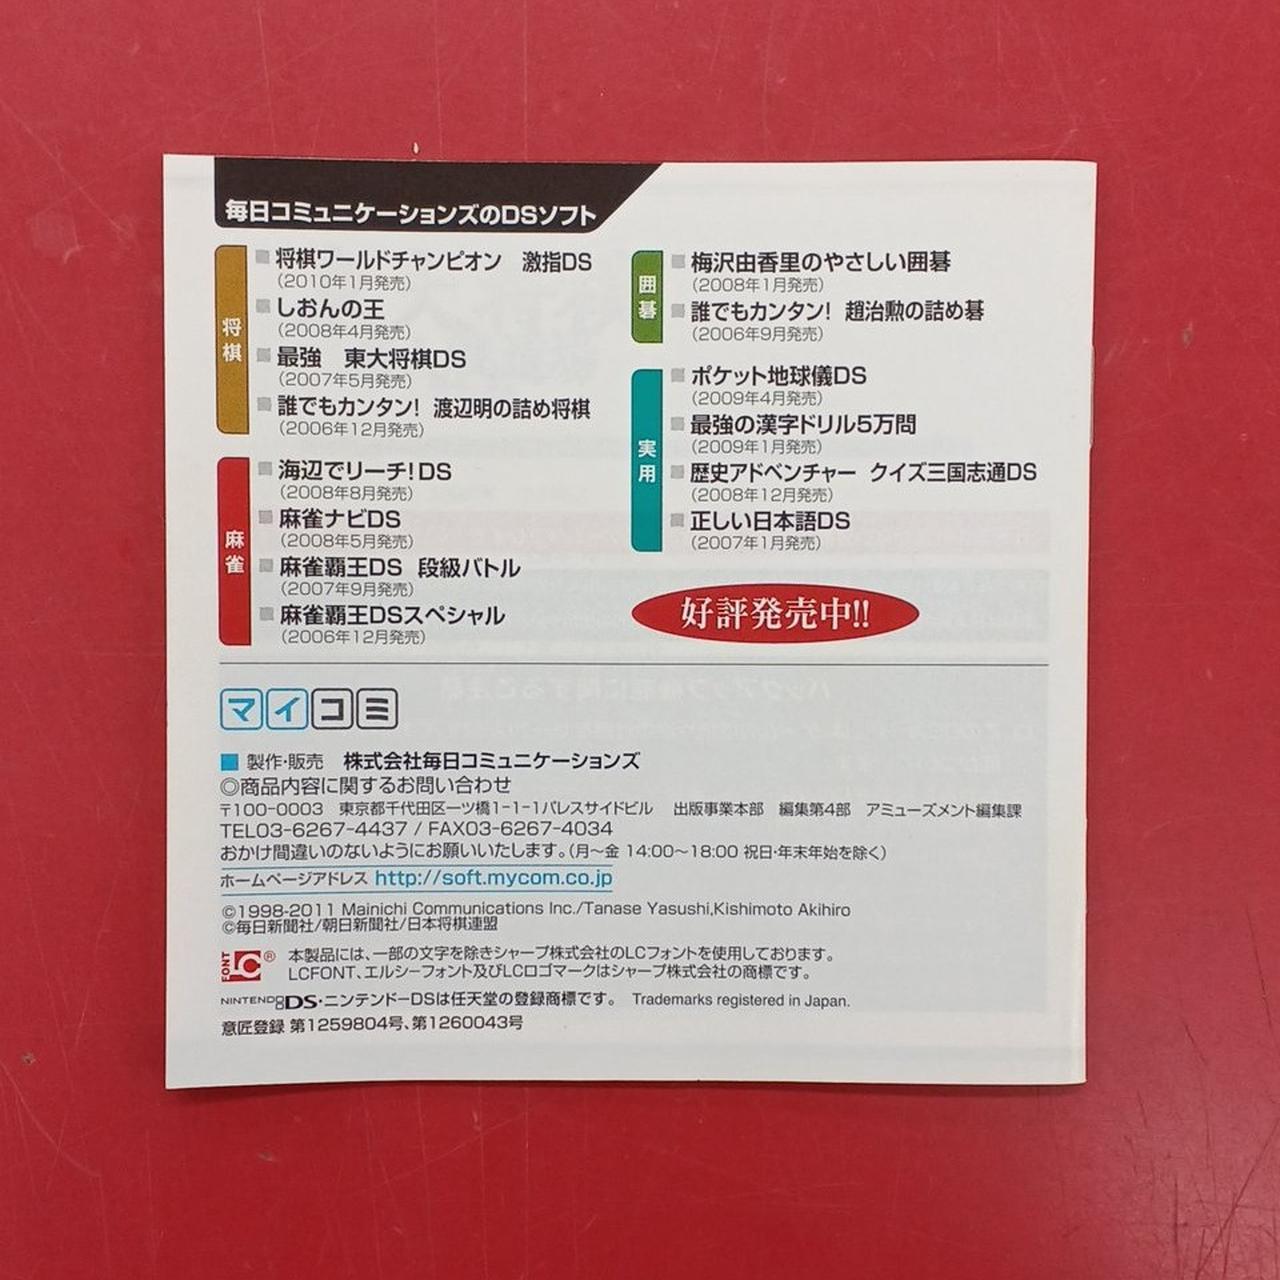 毎日コミュニケーションズのDSソフト
将棋
将棋ワールドチャンピオン 激指DS
(2010年1月発売)
しおんの王
(2008年4月発売)
最強 東大将棋DS
(2007年5月発売)
誰でもカンタン! 渡辺明の詰め将棋
(2006年12月発売)
麻雀
海辺でリーチ!DS
(2008年8月発売)
麻雀ナビDS
(2008年5月発売)
麻雀覇王DS 段級バトル
(2007年9月発売)
麻雀覇王DSスペシャル
(2006年12月発売)
囲碁
梅沢由香里のやさしい囲碁
(2008年1月発売)
誰でもカンタン! 趙治勲の詰め碁
(2006年9月発売)
実用
ポケット地球儀DS
(2009年4月発売)
最強の漢字ドリル5万問
(2009年1月発売)
歴史アドベンチャー クイズ三国志通DS
(2008年12月発売)
正しい日本語DS
(2007年1月発売)
好評発売中!!
マイコミ
■ 製作・販売 株式会社毎日コミュニケーションズ
◎商品内容に関するお問い合わせ
〒100-0003 東京都千代田区一ツ橋1-1-1パレスサイドビル 出版事業本部 編集第4部 アミューズメント編集課
TEL03-6267-4437 / FAX03-6267-4034
おかけ間違いのないようにお願いいたします。(月〜金 14:00〜18:00 祝日・年末年始を除く)
ホームページアドレス http://soft.mycom.co.jp
©1998-2011 Mainichi Communications Inc./Tanase Yasushi,Kishimoto Akihiro
©毎日新聞社/朝日新聞社/日本将棋連盟
LC FONT ® 本製品には、一部の文字を除きシャープ株式会社のLCフォントを使用しております。
LCFONT、エルシーフォント及びLCロゴマークはシャープ株式会社の商標です。
NINTENDO DS・ニンテンドーDSは任天堂の登録商標です。 Trademarks registered in Japan.
意匠登録 第1259804号、第1260043号